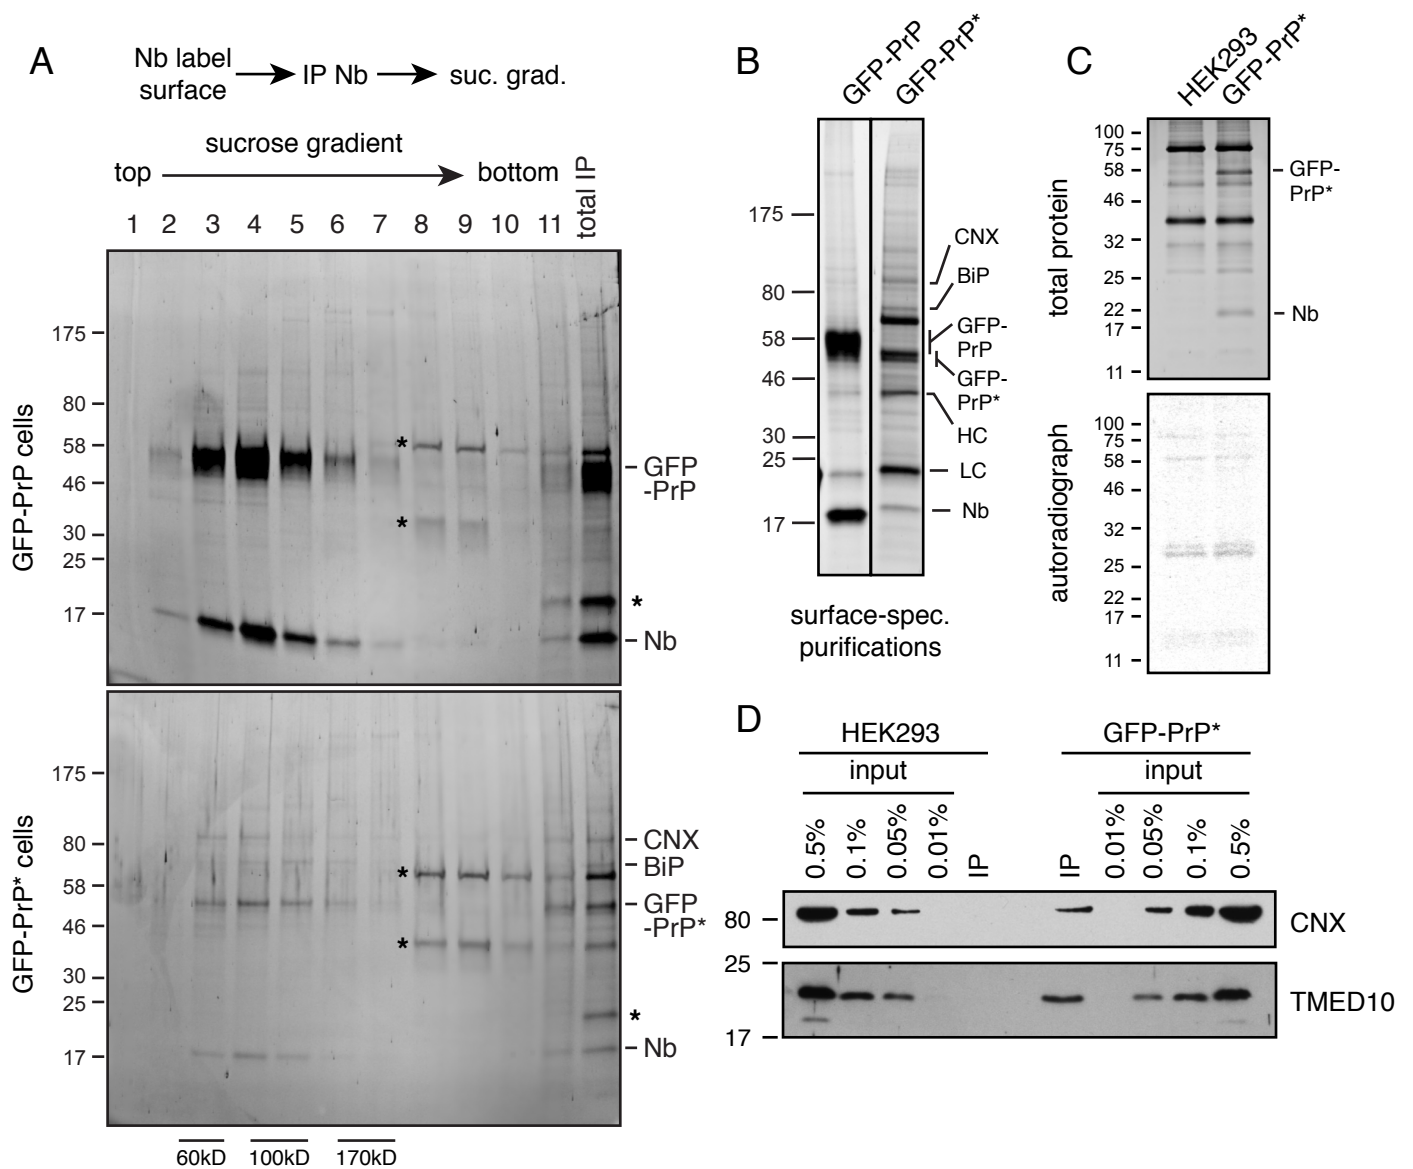 A
Nb label
surface
IP Nb
suc. grad.
sucrose gradient
top
bottom
total IP
1 2 3 4 5 6 7 8 9 10 11
GFP-PrP cells
175
80
58
46
30
25
17
*
*
GFP
-PrP
*
Nb
GFP-PrP* cells
175
80
58
46
30
25
17
*
*
CNX
BiP
GFP
-PrP*
*
Nb
60kD 100kD 170kD
B
GFP-PrP
GFP-PrP*
175
80
58
46
30
25
17
CNX
BiP
GFP-
PrP
GFP-
PrP*
HC
LC
Nb
surface-spec.
purifications
C
HEK293
GFP-PrP*
total protein
100
75
58
46
32
25
22
17
11
GFP-
PrP*
Nb
autoradiograph
100
75
58
46
32
25
22
17
11
D
HEK293
GFP-PrP*
input
input
0.5% 0.1% 0.05% 0.01% IP
IP 0.01% 0.05% 0.1% 0.5%
80
CNX
25
TMED10
17